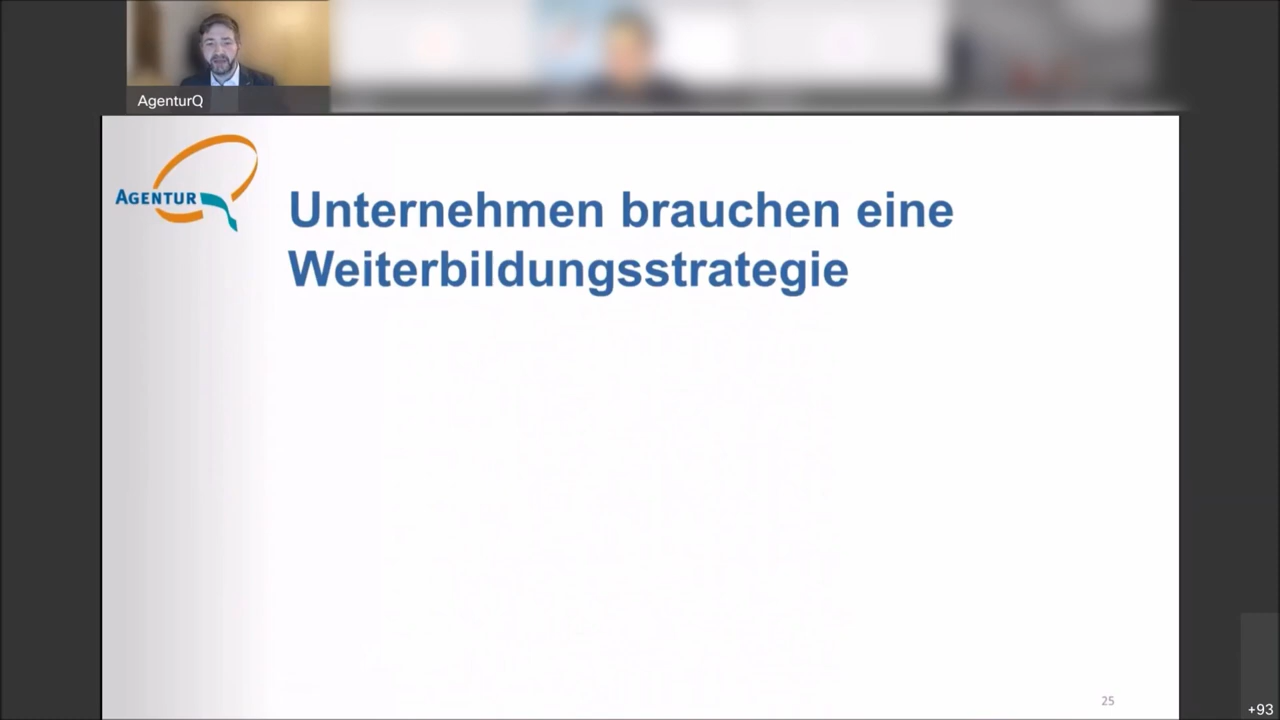 AgenturQ
AGENTUR
Unternehmen brauchen eine
Weiterbildungsstrategie
25
+93